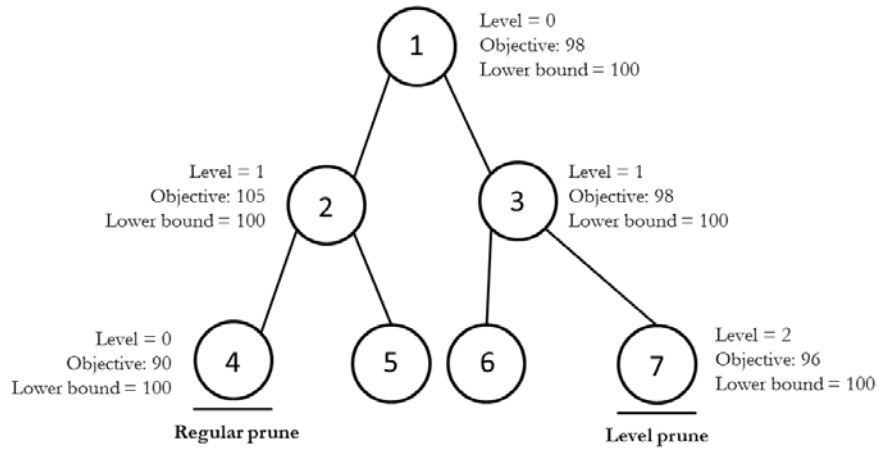 1
Level = 0
Objective: 98
Lower bound = 100
Level = 1
Objective: 105
Lower bound = 100
2
3
Level = 1
Objective: 98
Lower bound = 100
Level = 0
Objective: 90
Lower bound = 100
4
5
6
7
Level = 2
Objective: 96
Lower bound = 100
Regular prune
Level prune